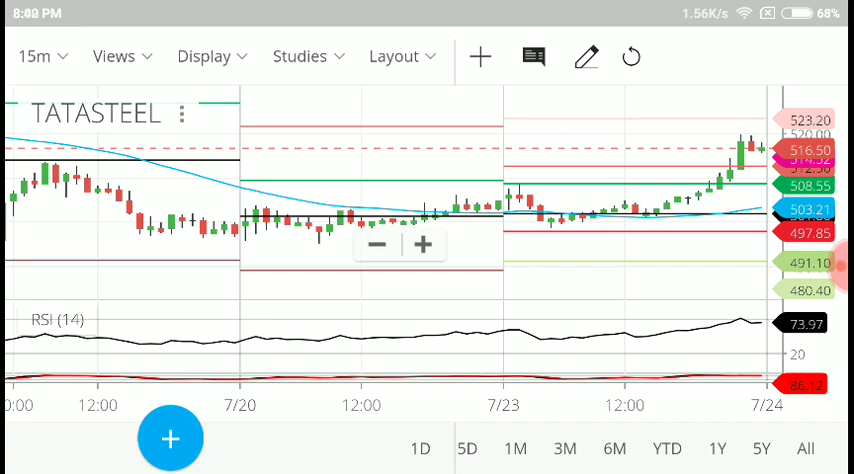 PM 1.56K/s 68%
15m Views Display Studies Layout
TATASTEEL
523.20
520.00
516.50
508.55
503.21
497.85
491.10
480.40
RSI (14)
73.97
20
86.12
0:00 12:00 7/20 12:00 7/23 12:00 7/24
+
1D 5D 1M 3M 6M YTD 1Y 5Y All